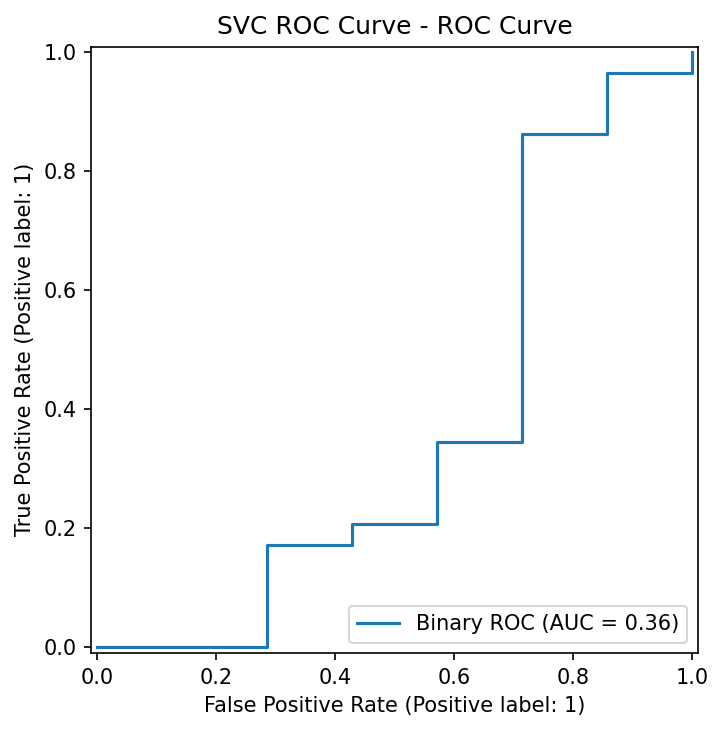 SVC ROC Curve - ROC Curve
True Positive Rate (Positive label: 1)
1.0
0.8
0.6
0.4
0.2
0.0
Binary ROC (AUC = 0.36)
0.0 0.2 0.4 0.6 0.8 1.0
False Positive Rate (Positive label: 1)